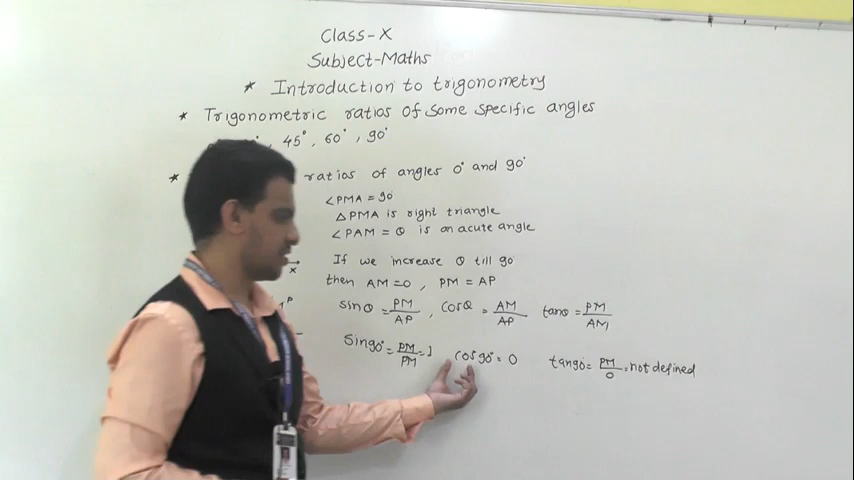 Class-X
Subject-Maths
* Introduction to trigonometry
* Trigonometric ratios of some specific angles
, 45°, 60°, 90°
* ratios of angles 0° and 90°
∠PMA = 90°
△PMA is right triangle
∠PAM = θ is an acute angle
If we increase θ till 90°
x
then AM = 0, PM = AP
P
sinθ = PM/AP, cosθ = AM/AP tanθ = PM/AM
sin90° = PM/PM = 1 cos90° = 0 tan90° = PM/0 = not defined